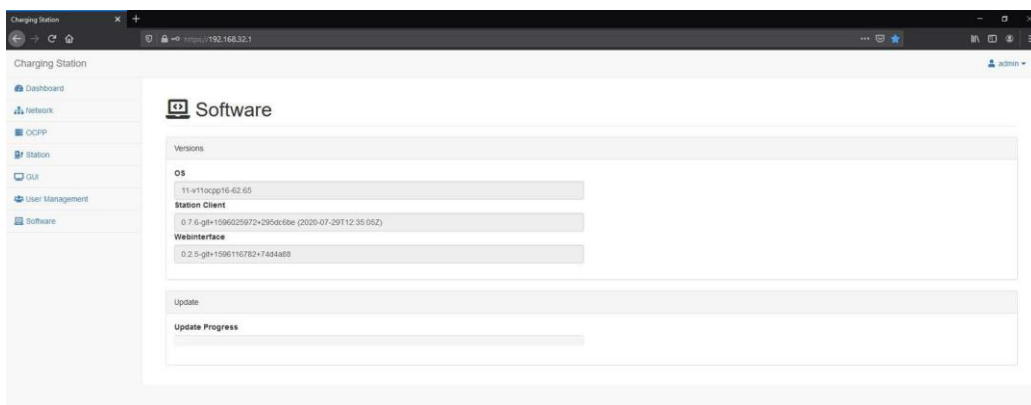 Charging Station
https://192.168.32.1
Charging Station
admin
Dashboard
Network
OCPP
Station
GUI
User Management
Software
Software
Versions
OS
11-v11ocpp16-62.65
Station Client
0.7.6-git+1596025972+295dc6be (2020-07-29T12:35:05Z)
Webinterface
0.2.5-git+1596116782+74d4a88
Update
Update Progress